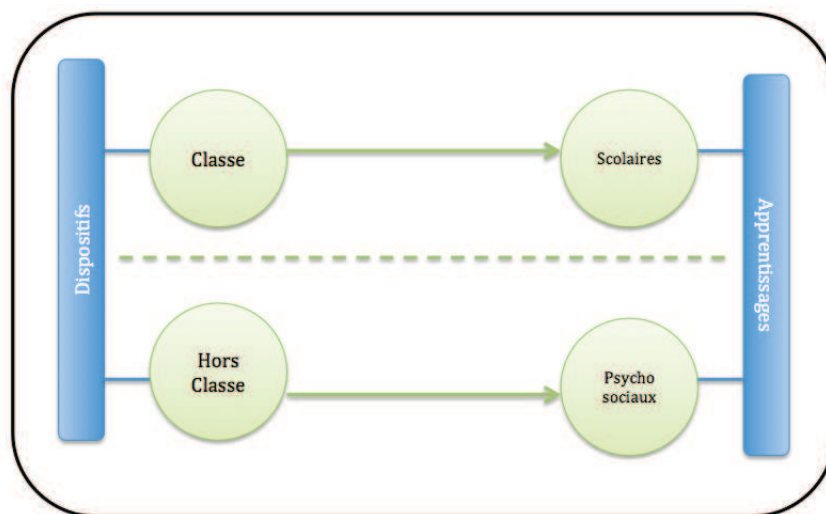 Dispositifs
Classe
Scolaires
Hors
Classe
Psycho
sociaux
Apprentissages